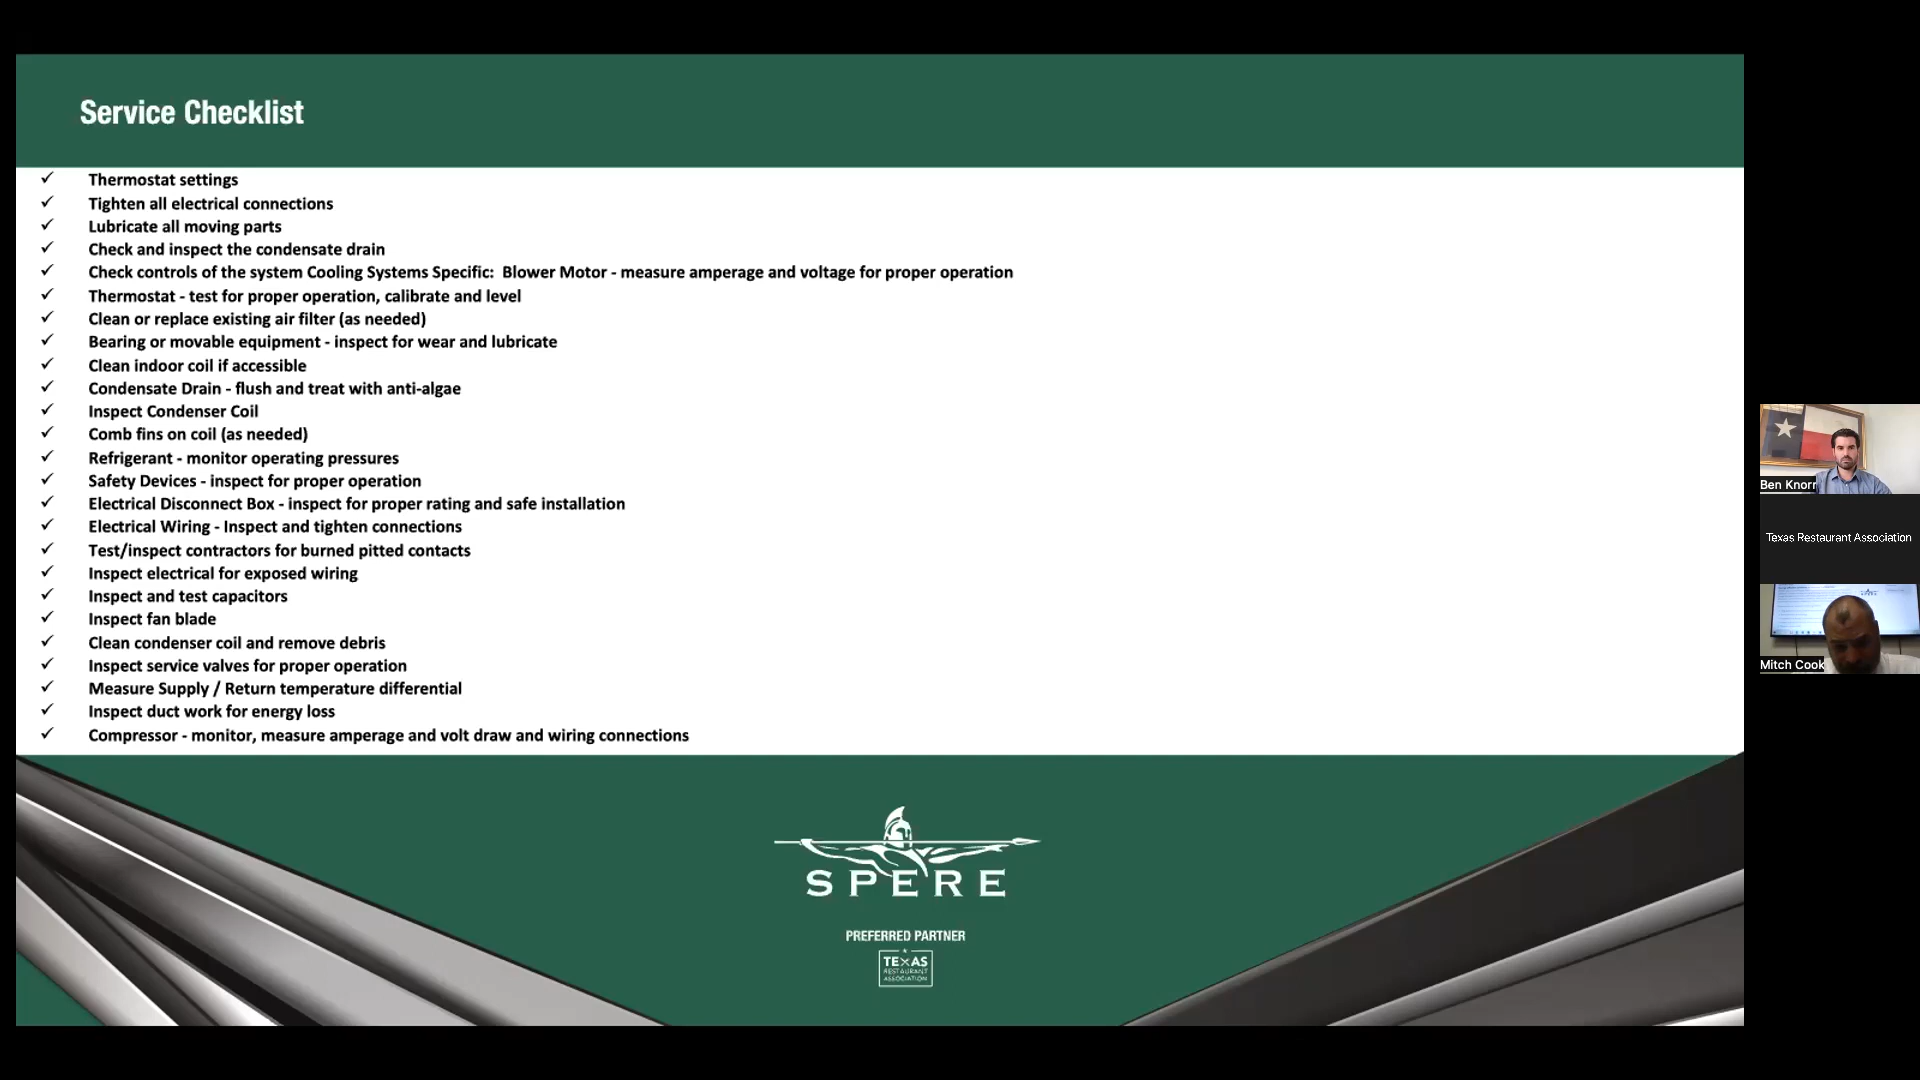 Service Checklist
✓ Thermostat settings
✓ Tighten all electrical connections
✓ Lubricate all moving parts
✓ Check and inspect the condensate drain
✓ Check controls of the system Cooling Systems Specific:  Blower Motor - measure amperage and voltage for proper operation
✓ Thermostat - test for proper operation, calibrate and level
✓ Clean or replace existing air filter (as needed)
✓ Bearing or movable equipment - inspect for wear and lubricate
✓ Clean indoor coil if accessible
✓ Condensate Drain - flush and treat with anti-algae
✓ Inspect Condenser Coil
✓ Comb fins on coil (as needed)
✓ Refrigerant - monitor operating pressures
✓ Safety Devices - inspect for proper operation
✓ Electrical Disconnect Box - inspect for proper rating and safe installation
✓ Electrical Wiring - Inspect and tighten connections
✓ Test/inspect contractors for burned pitted contacts
✓ Inspect electrical for exposed wiring
✓ Inspect and test capacitors
✓ Inspect fan blade
✓ Clean condenser coil and remove debris
✓ Inspect service valves for proper operation
✓ Measure Supply / Return temperature differential
✓ Inspect duct work for energy loss
✓ Compressor - monitor, measure amperage and volt draw and wiring connections
SPERE
PREFERRED PARTNER
TEXAS
RESTAURANT
ASSOCIATION
Ben Knorr
Texas Restaurant Association
Mitch Cook